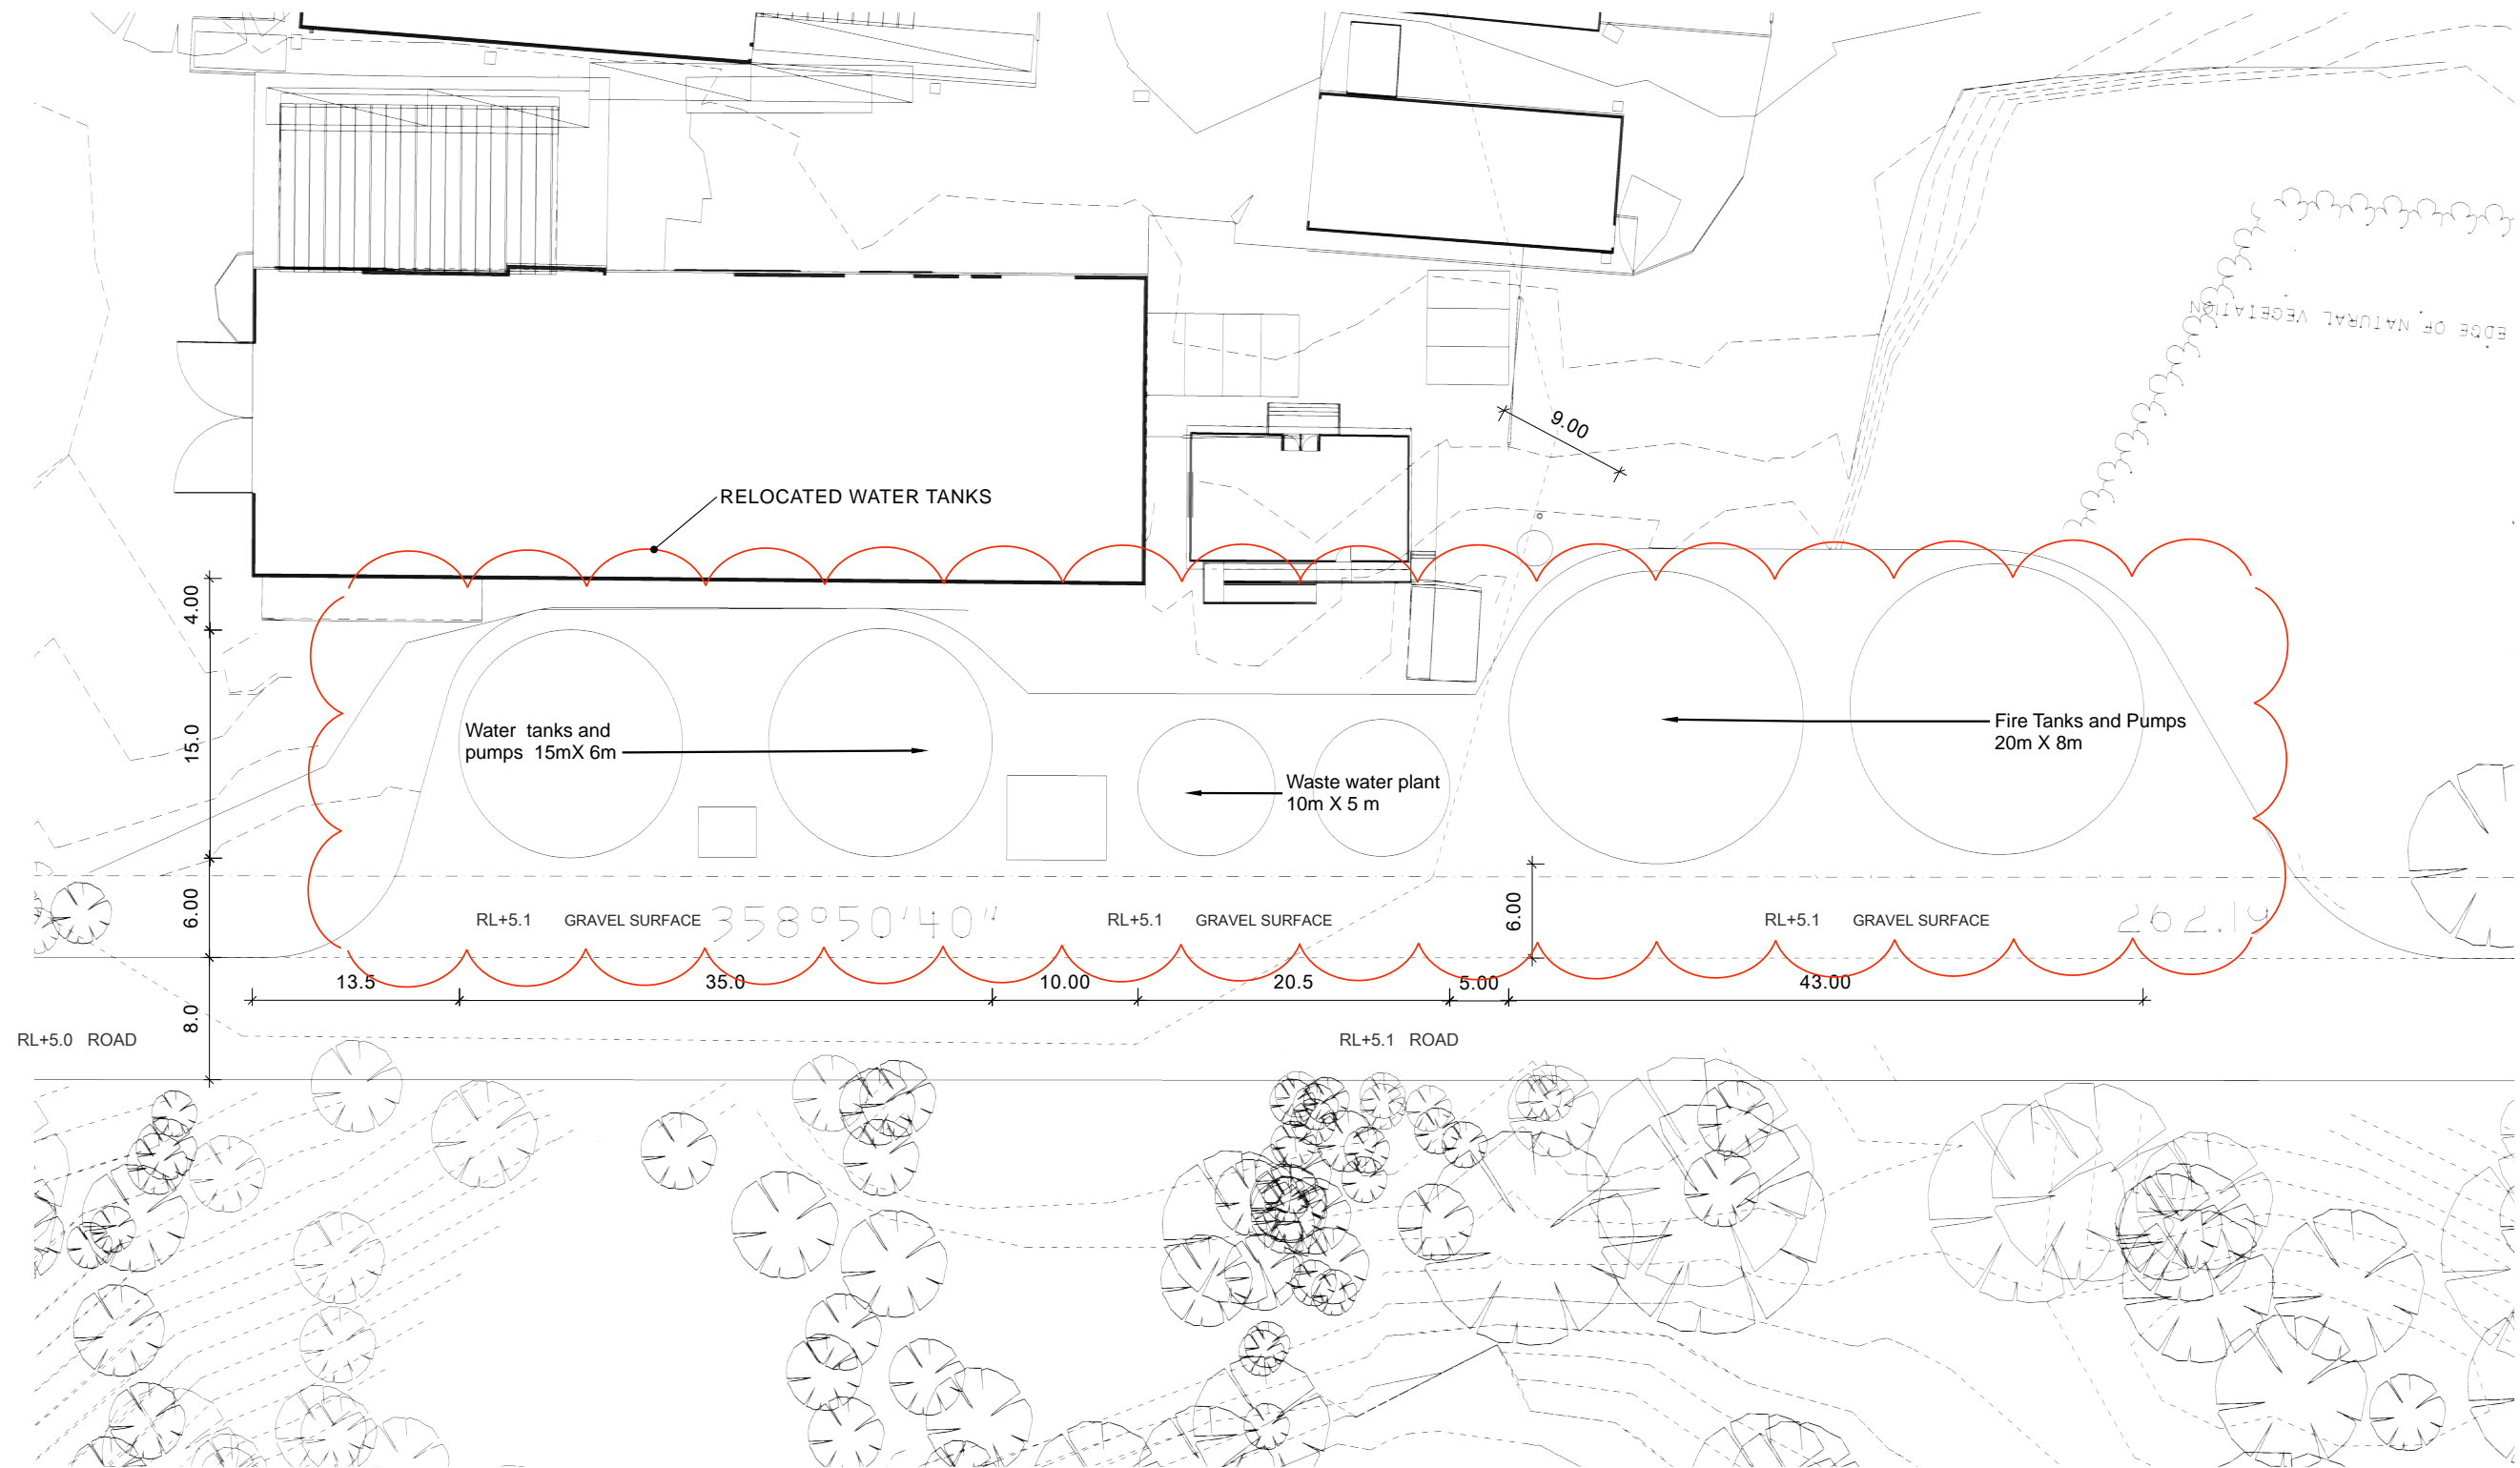 EDGE OF NATURAL VEGETATION
9.00
RELOCATED WATER TANKS
4.00
15.0
6.00
8.0
Water tanks and
pumps 15mX 6m
Waste water plant
10m X 5 m
Fire Tanks and Pumps
20m X 8m
6.00
RL+5.1 GRAVEL SURFACE
358°50'40"
RL+5.1 GRAVEL SURFACE
RL+5.1 GRAVEL SURFACE
262.19
13.5
35.0
10.00
20.5
5.00
43.00
RL+5.0 ROAD
RL+5.1 ROAD